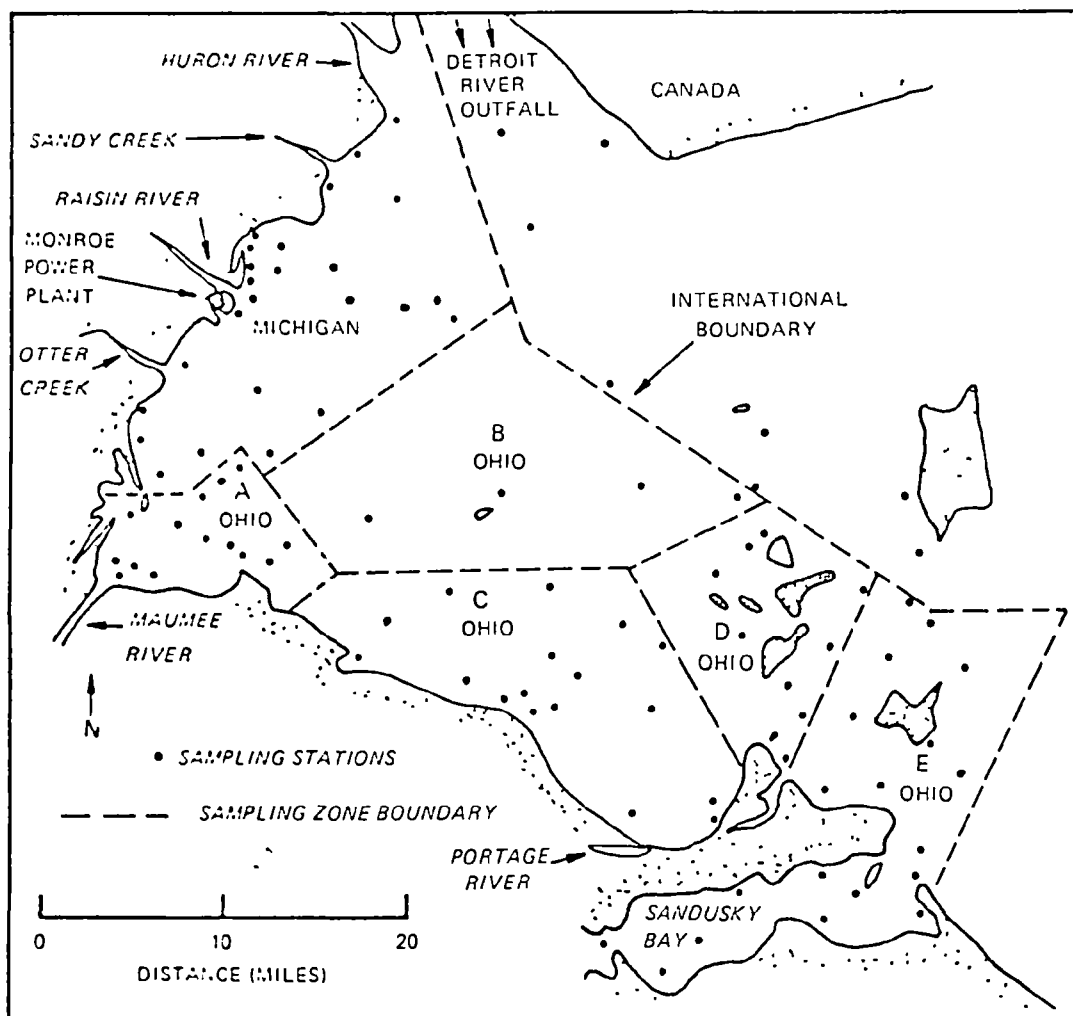 HURON RIVER
DETROIT
RIVER
OUTFALL
CANADA
SANDY CREEK
RAISIN RIVER
MONROE
POWER
PLANT
MICHIGAN
INTERNATIONAL
BOUNDARY
OTTER
CREEK
B
OHIO
A
OHIO
C
OHIO
D
OHIO
MAUMEE
RIVER
N
E
OHIO
SAMPLING STATIONS
SAMPLING ZONE BOUNDARY
PORTAGE
RIVER
SANDUSKY
BAY
0 10 20
DISTANCE (MILES)